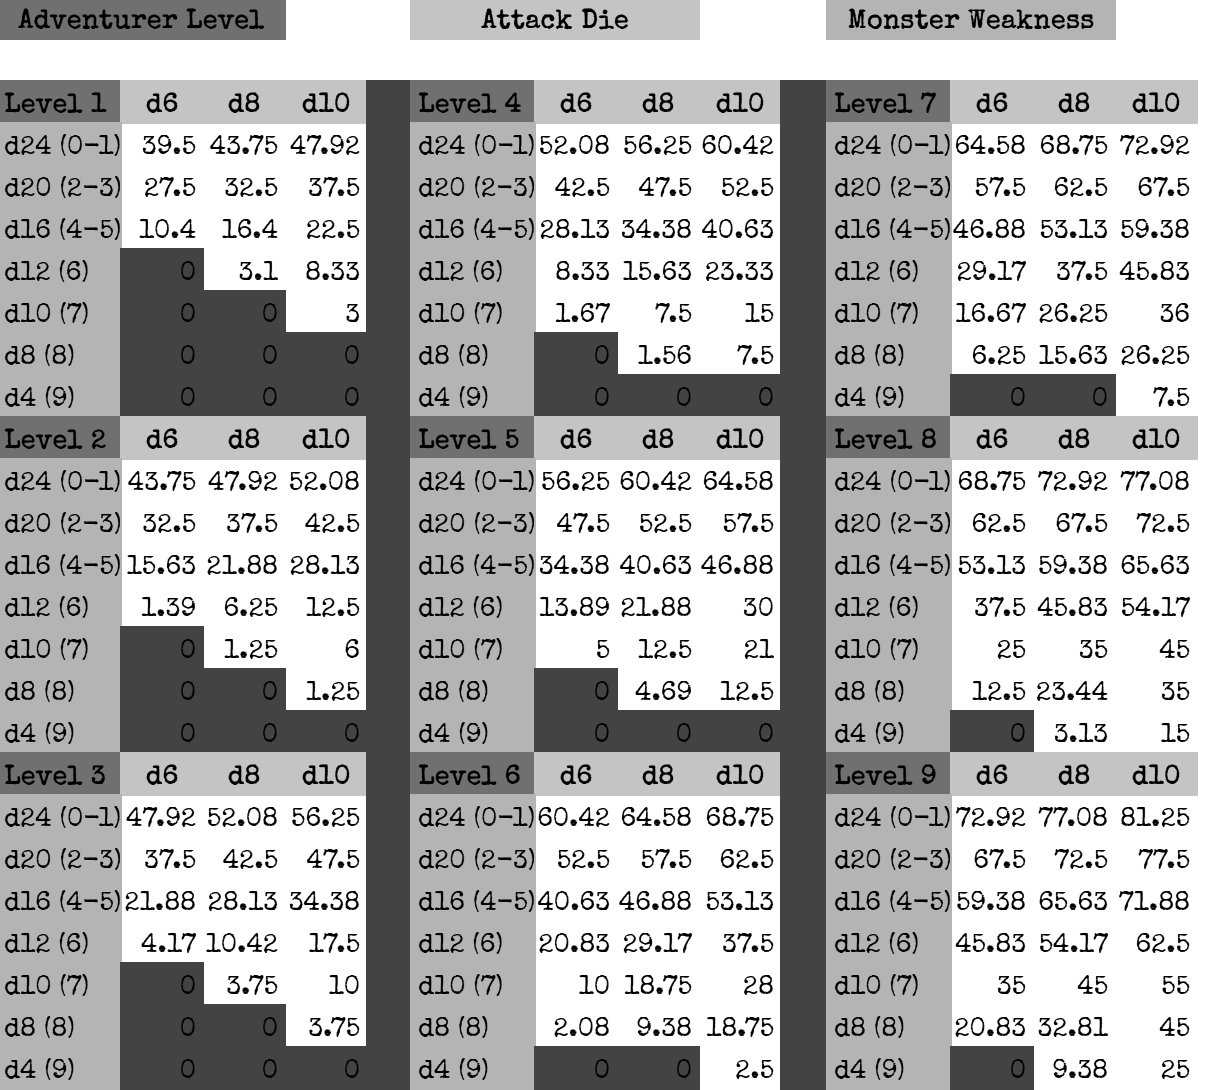 Adventurer Level Attack Die Monster Weakness
Level 1 d6 d8 d10 Level 4 d6 d8 d10 Level 7 d6 d8 d10
d24 (0-1) 39.5 43.75 47.92 d24 (0-1) 52.08 56.25 60.42 d24 (0-1) 64.58 68.75 72.92
d20 (2-3) 27.5 32.5 37.5 d20 (2-3) 42.5 47.5 52.5 d20 (2-3) 57.5 62.5 67.5
d16 (4-5) 10.4 16.4 22.5 d16 (4-5) 28.13 34.38 40.63 d16 (4-5) 46.88 53.13 59.38
d12 (6) 0 3.1 8.33 d12 (6) 8.33 15.63 23.33 d12 (6) 29.17 37.5 45.83
d10 (7) 0 0 3 d10 (7) 1.67 7.5 15 d10 (7) 16.67 26.25 36
d8 (8) 0 0 0 d8 (8) 0 1.56 7.5 d8 (8) 6.25 15.63 26.25
d4 (9) 0 0 0 d4 (9) 0 0 0 d4 (9) 0 0 7.5
Level 2 d6 d8 d10 Level 5 d6 d8 d10 Level 8 d6 d8 d10
d24 (0-1) 43.75 47.92 52.08 d24 (0-1) 56.25 60.42 64.58 d24 (0-1) 68.75 72.92 77.08
d20 (2-3) 32.5 37.5 42.5 d20 (2-3) 47.5 52.5 57.5 d20 (2-3) 62.5 67.5 72.5
d16 (4-5) 15.63 21.88 28.13 d16 (4-5) 34.38 40.63 46.88 d16 (4-5) 53.13 59.38 65.63
d12 (6) 1.39 6.25 12.5 d12 (6) 13.89 21.88 30 d12 (6) 37.5 45.83 54.17
d10 (7) 0 1.25 6 d10 (7) 5 12.5 21 d10 (7) 25 35 45
d8 (8) 0 0 1.25 d8 (8) 0 4.69 12.5 d8 (8) 12.5 23.44 35
d4 (9) 0 0 0 d4 (9) 0 0 0 d4 (9) 0 3.13 15
Level 3 d6 d8 d10 Level 6 d6 d8 d10 Level 9 d6 d8 d10
d24 (0-1) 47.92 52.08 56.25 d24 (0-1) 60.42 64.58 68.75 d24 (0-1) 72.92 77.08 81.25
d20 (2-3) 37.5 42.5 47.5 d20 (2-3) 52.5 57.5 62.5 d20 (2-3) 67.5 72.5 77.5
d16 (4-5) 21.88 28.13 34.38 d16 (4-5) 40.63 46.88 53.13 d16 (4-5) 59.38 65.63 71.88
d12 (6) 4.17 10.42 17.5 d12 (6) 20.83 29.17 37.5 d12 (6) 45.83 54.17 62.5
d10 (7) 0 3.75 10 d10 (7) 10 18.75 28 d10 (7) 35 45 55
d8 (8) 0 0 3.75 d8 (8) 2.08 9.38 18.75 d8 (8) 20.83 32.81 45
d4 (9) 0 0 0 d4 (9) 0 0 2.5 d4 (9) 0 9.38 25